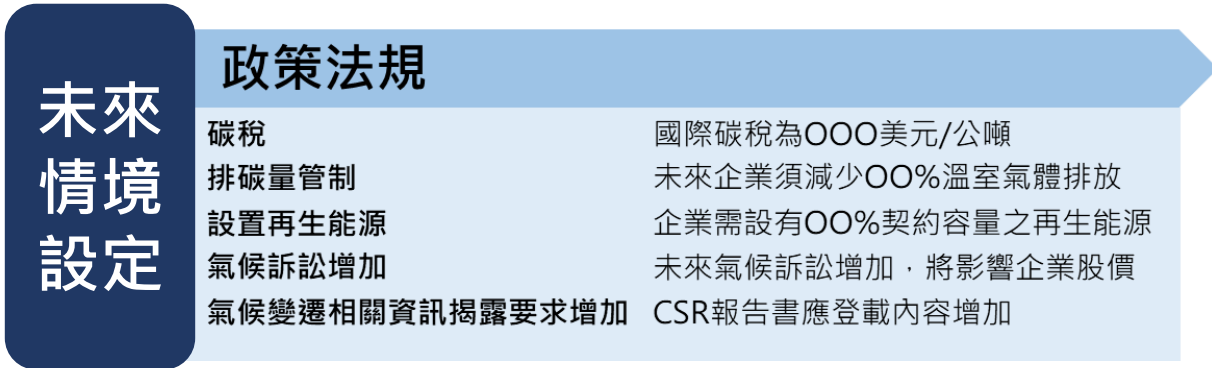 未來
情境
設定
政策法規
碳稅 國際碳稅為OOO美元/公噸
排碳量管制 未來企業須減少OO%溫室氣體排放
設置再生能源 企業需設有OO%契約容量之再生能源
氣候訴訟增加 未來氣候訴訟增加，將影響企業股價
氣候變遷相關資訊揭露要求增加 CSR報告書應登載內容增加